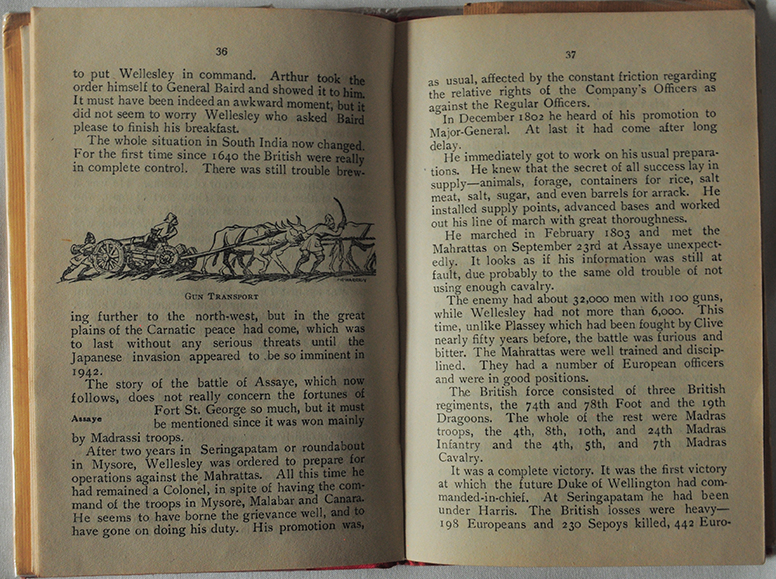 36
to put Wellesley in command. Arthur took the
order himself to General Baird and showed it to him.
It must have been indeed an awkward moment, but it
did not seem to worry Wellesley who asked Baird
please to finish his breakfast.
The whole situation in South India now changed.
For the first time since 1640 the British were really
in complete control. There was still trouble brew-
GUN TRANSPORT
ing further to the north-west, but in the great
plains of the Carnatic peace had come, which was
to last without any serious threats until the
Japanese invasion appeared to be so imminent in
1942.
The story of the battle of Assaye, which now
follows, does not really concern the fortunes of
Fort St. George so much, but it must
Assaye
be mentioned since it was won mainly
by Madrassi troops.
After two years in Seringapatam or roundabout
in Mysore, Wellesley was ordered to prepare for
operations against the Mahrattas. All this time he
had remained a Colonel, in spite of having the com-
mand of the troops in Mysore, Malabar and Canara.
He seems to have borne the grievance well, and to
have gone on doing his duty. His promotion was,
37
as usual, affected by the constant friction regarding
the relative rights of the Company's Officers as
against the Regular Officers.
In December 1802 he heard of his promotion to
Major-General. At last it had come after long
delay.
He immediately got to work on his usual prepara-
tions. He knew that the secret of all success lay in
supply—animals, forage, containers for rice, salt
meat, salt, sugar, and even barrels for arrack. He
installed supply points, advanced bases and worked
out his line of march with great thoroughness.
He marched in February 1803 and met the
Mahrattas on September 23rd at Assaye unexpect-
edly. It looks as if his information was still at
fault, due probably to the same old trouble of not
using enough cavalry.
The enemy had about 32,000 men with 100 guns,
while Wellesley had not more than 6,000. This
time, unlike Plassey which had been fought by Clive
nearly fifty years before, the battle was furious and
bitter. The Mahrattas were well trained and discip-
lined. They had a number of European officers
and were in good positions.
The British force consisted of three British
regiments, the 74th and 78th Foot and the 19th
Dragoons. The whole of the rest were Madras
troops, the 4th, 8th, 10th, and 24th Madras
Infantry and the 4th, 5th, and 7th Madras
Cavalry.
It was a complete victory. It was the first victory
at which the future Duke of Wellington had com-
manded-in-chief. At Seringapatam he had been
under Harris. The British losses were heavy—
198 Europeans and 230 Sepoys killed, 442 Euro-